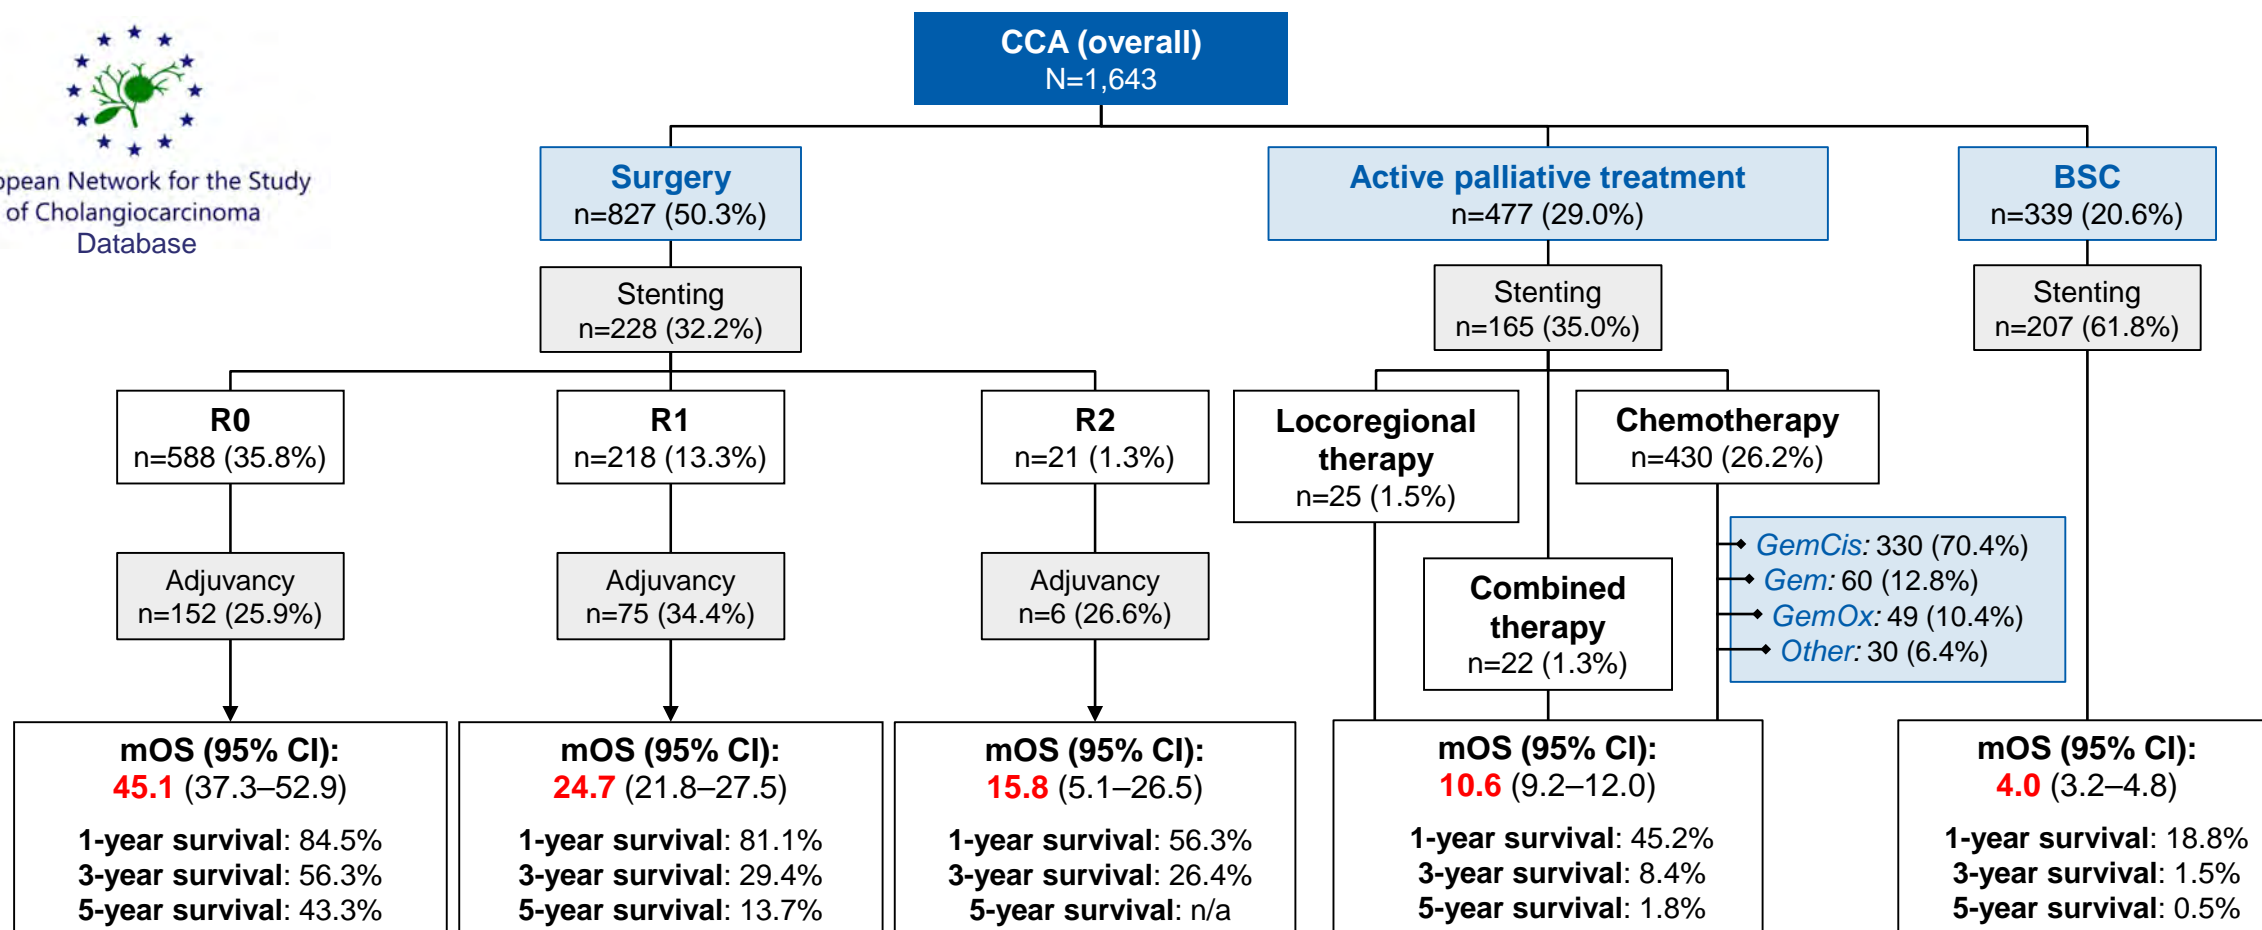 CCA (overall)
N=1,643
opean Network for the Study
of Cholangiocarcinoma
Database
Surgery
n=827 (50.3%)
Active palliative treatment
n=477 (29.0%)
BSC
n=339 (20.6%)
Stenting
n=228 (32.2%)
Stenting
n=165 (35.0%)
Stenting
n=207 (61.8%)
R0
n=588 (35.8%)
R1
n=218 (13.3%)
R2
n=21 (1.3%)
Locoregional
therapy
n=25 (1.5%)
Chemotherapy
n=430 (26.2%)
Adjuvancy
n=152 (25.9%)
Adjuvancy
n=75 (34.4%)
Adjuvancy
n=6 (26.6%)
Combined
therapy
n=22 (1.3%)
GemCis: 330 (70.4%)
Gem: 60 (12.8%)
GemOx: 49 (10.4%)
Other: 30 (6.4%)
mOS (95% CI):
45.1 (37.3–52.9)
1-year survival: 84.5%
3-year survival: 56.3%
5-year survival: 43.3%
mOS (95% CI):
24.7 (21.8–27.5)
1-year survival: 81.1%
3-year survival: 29.4%
5-year survival: 13.7%
mOS (95% CI):
15.8 (5.1–26.5)
1-year survival: 56.3%
3-year survival: 26.4%
5-year survival: n/a
mOS (95% CI):
10.6 (9.2–12.0)
1-year survival: 45.2%
3-year survival: 8.4%
5-year survival: 1.8%
mOS (95% CI):
4.0 (3.2–4.8)
1-year survival: 18.8%
3-year survival: 1.5%
5-year survival: 0.5%